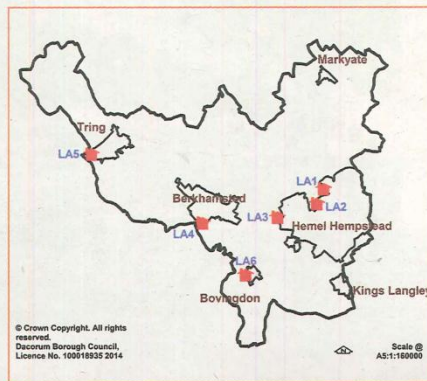 Markyate
Tring
LA5
LA1
Berkhamsted
LA2
LA3
Hemel Hempstead
LA4
LA6
Kings Langley
Bovingdon
© Crown Copyright. All rights
reserved.
Dacorum Borough Council,
Licence No. 100018935 2014
N
Scale @
A5:1:160000